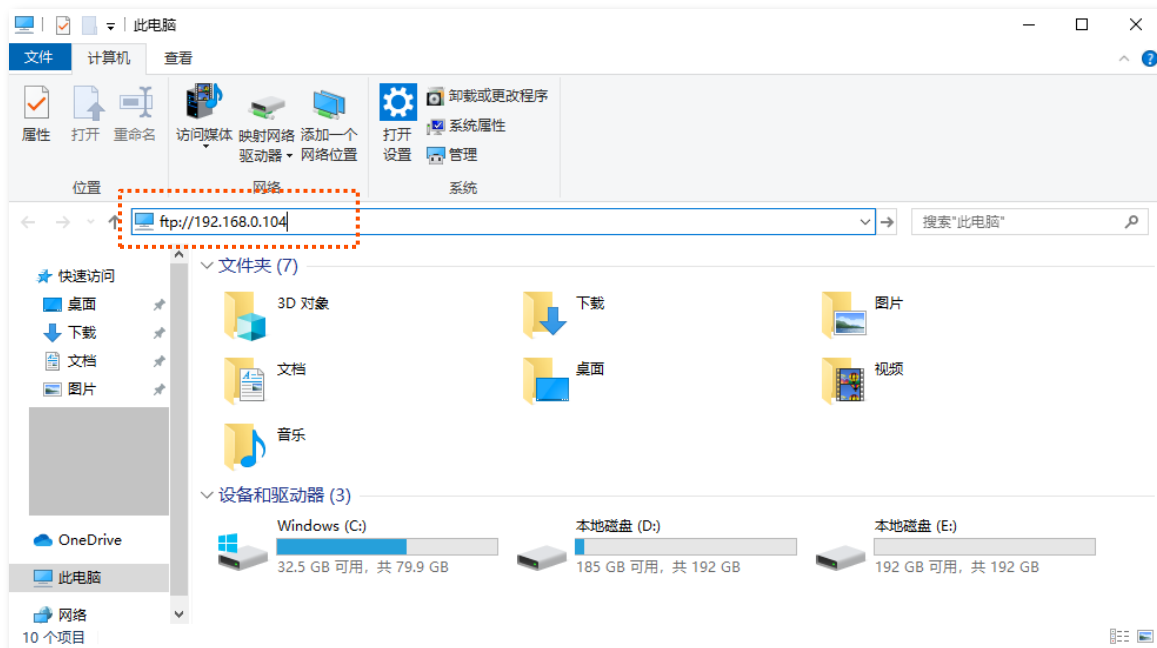 此电脑
文件 计算机 查看
属性 打开 重命名 访问媒体 映射网络驱动器 添加一个网络位置 打开设置 卸载或更改程序
系统属性
管理
位置 网络 系统
ftp://192.168.0.104 搜索"此电脑"
快速访问
桌面
下载
文档
图片
OneDrive
此电脑
网络
文件夹 (7)
3D 对象 下载 图片
文档 桌面 视频
音乐
设备和驱动器 (3)
Windows (C:) 本地磁盘 (D:) 本地磁盘 (E:)
32.5 GB 可用, 共 79.9 GB 185 GB 可用, 共 192 GB 192 GB 可用, 共 192 GB
10 个项目